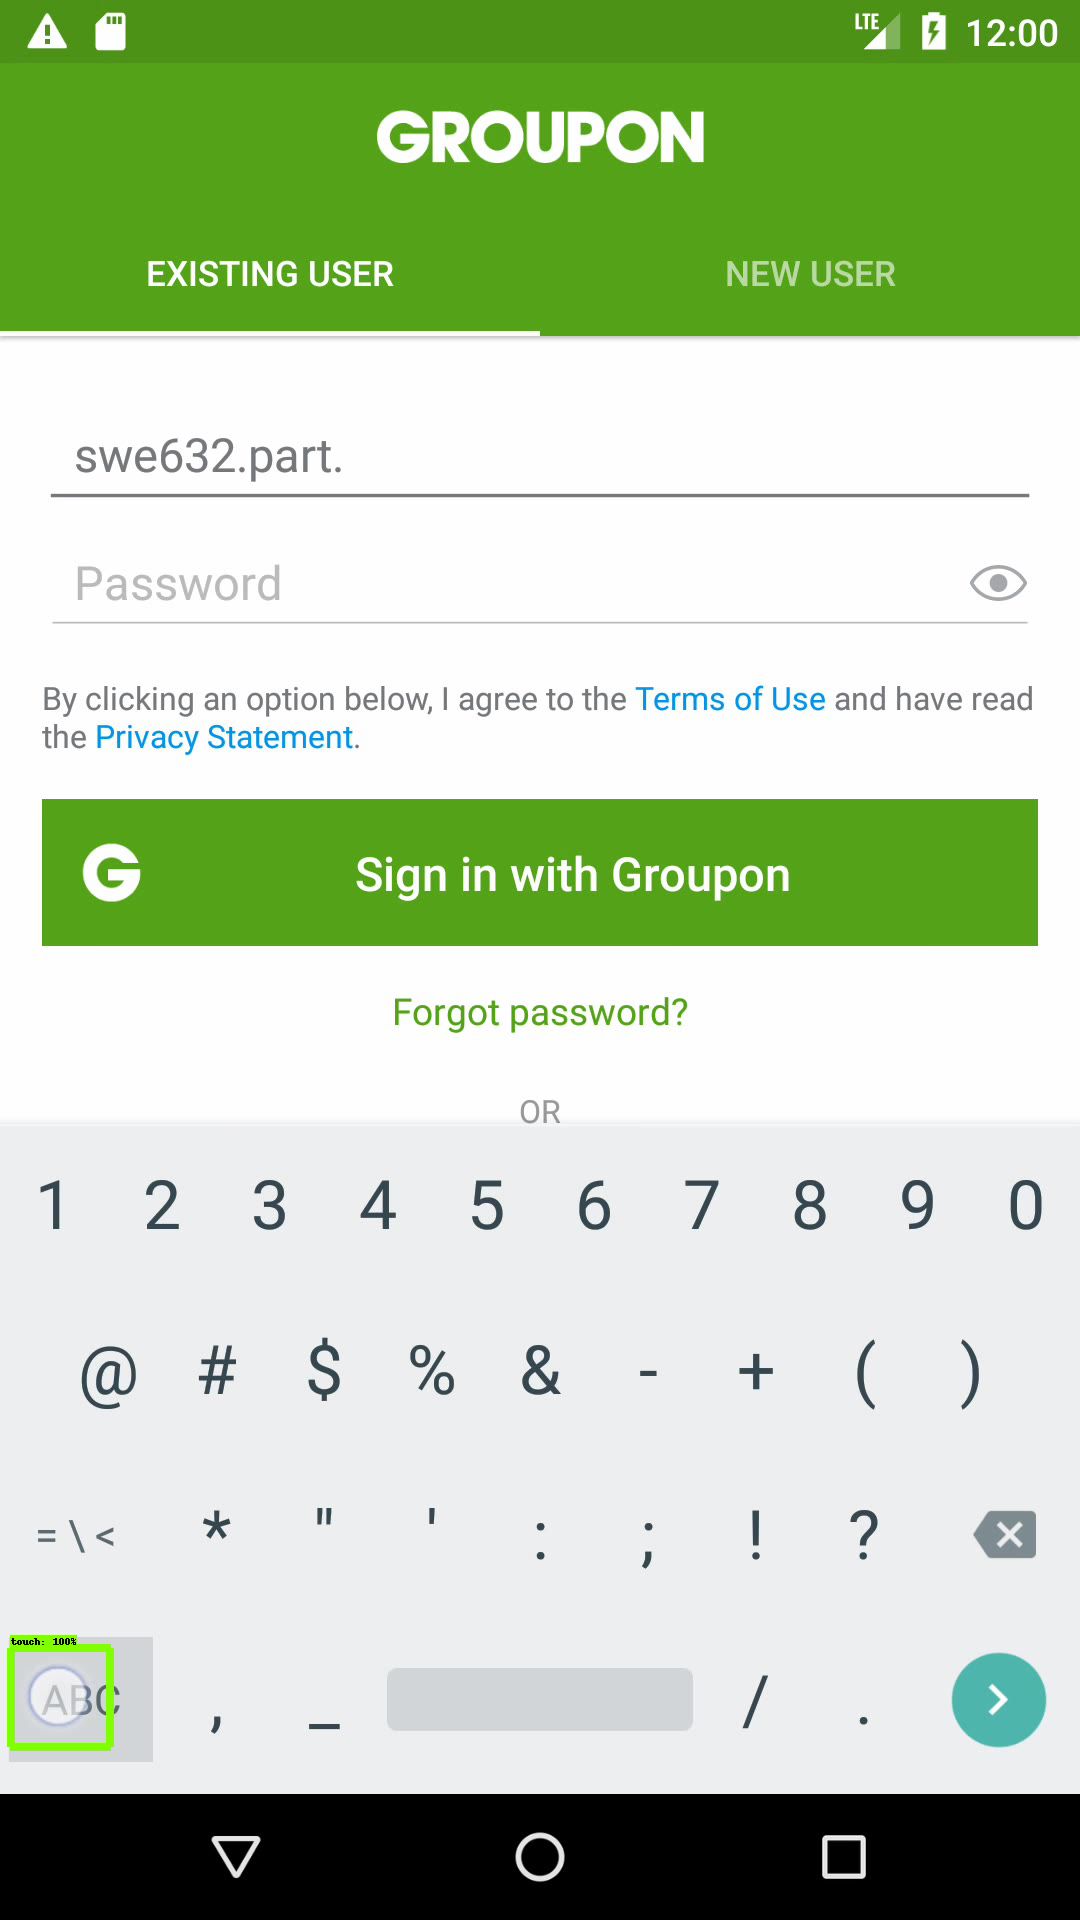 LTE 12:00
GROUPON
EXISTING USER NEW USER
swe632.part.
Password
By clicking an option below, I agree to the Terms of Use and have read
the Privacy Statement.
G Sign in with Groupon
Forgot password?
OR
1 2 3 4 5 6 7 8 9 0
@ # $ % & - + ( )
= \ < * " ' : ; ! ?
touch: 100%
ABC , _ / .